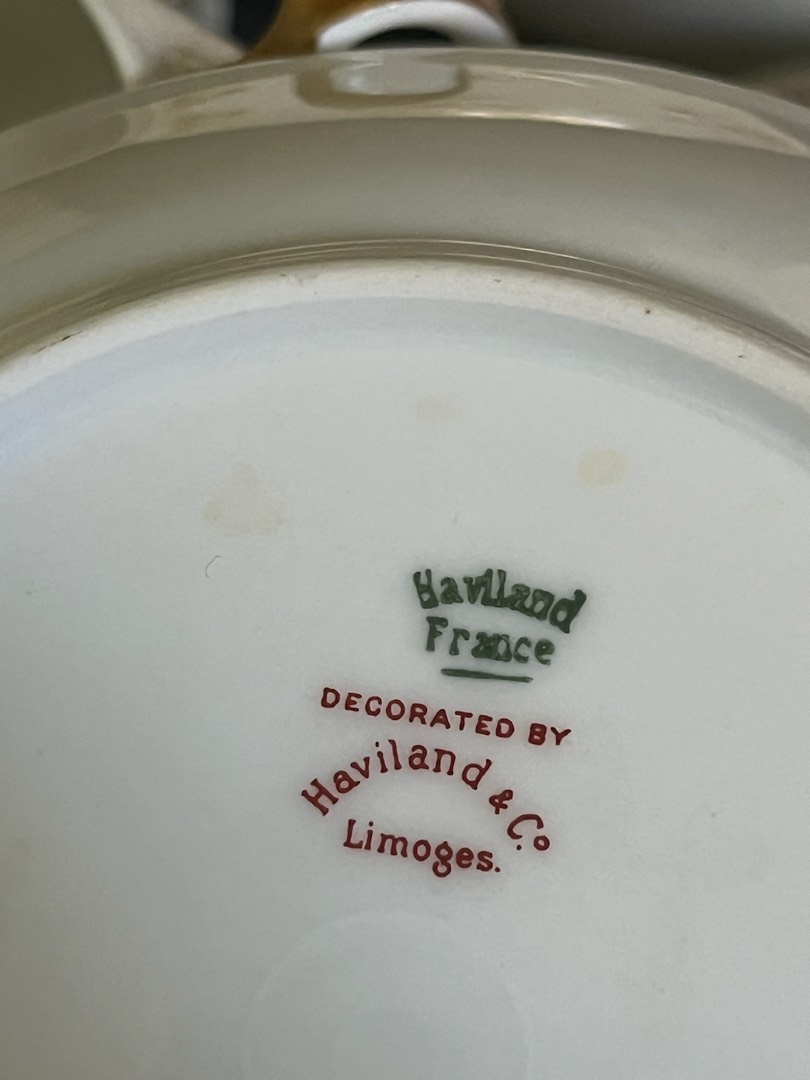 Haviland
France
DECORATED BY
Haviland & Co
Limoges.